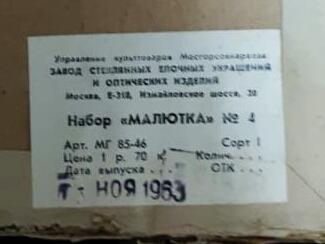 Управление культтоваров Мосгорсовнархоза
ЗАВОД СТЕКЛЯННЫХ ЕЛОЧНЫХ УКРАШЕНИЙ
И ОПТИЧЕСКИХ ИЗДЕЛИЙ
Москва, Е-318, Измайловское шоссе, 20
Набор «МАЛЮТКА» № 4
Арт. МГ 85-46 Сорт I
Цена 1 р. 70 к. Колич.
Дата выпуска ОТК
НОЯ 1963